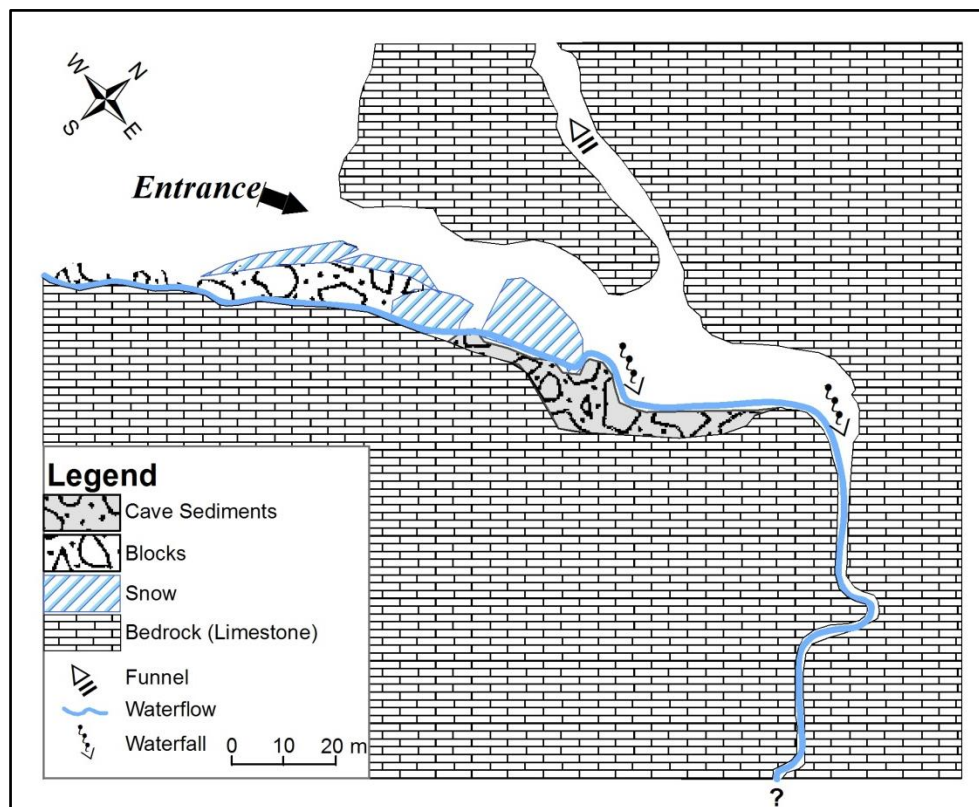 W N
S E
Entrance
Legend
Cave Sediments
Blocks
Snow
Bedrock (Limestone)
Funnel
Waterflow
Waterfall
0 10 20 m
?